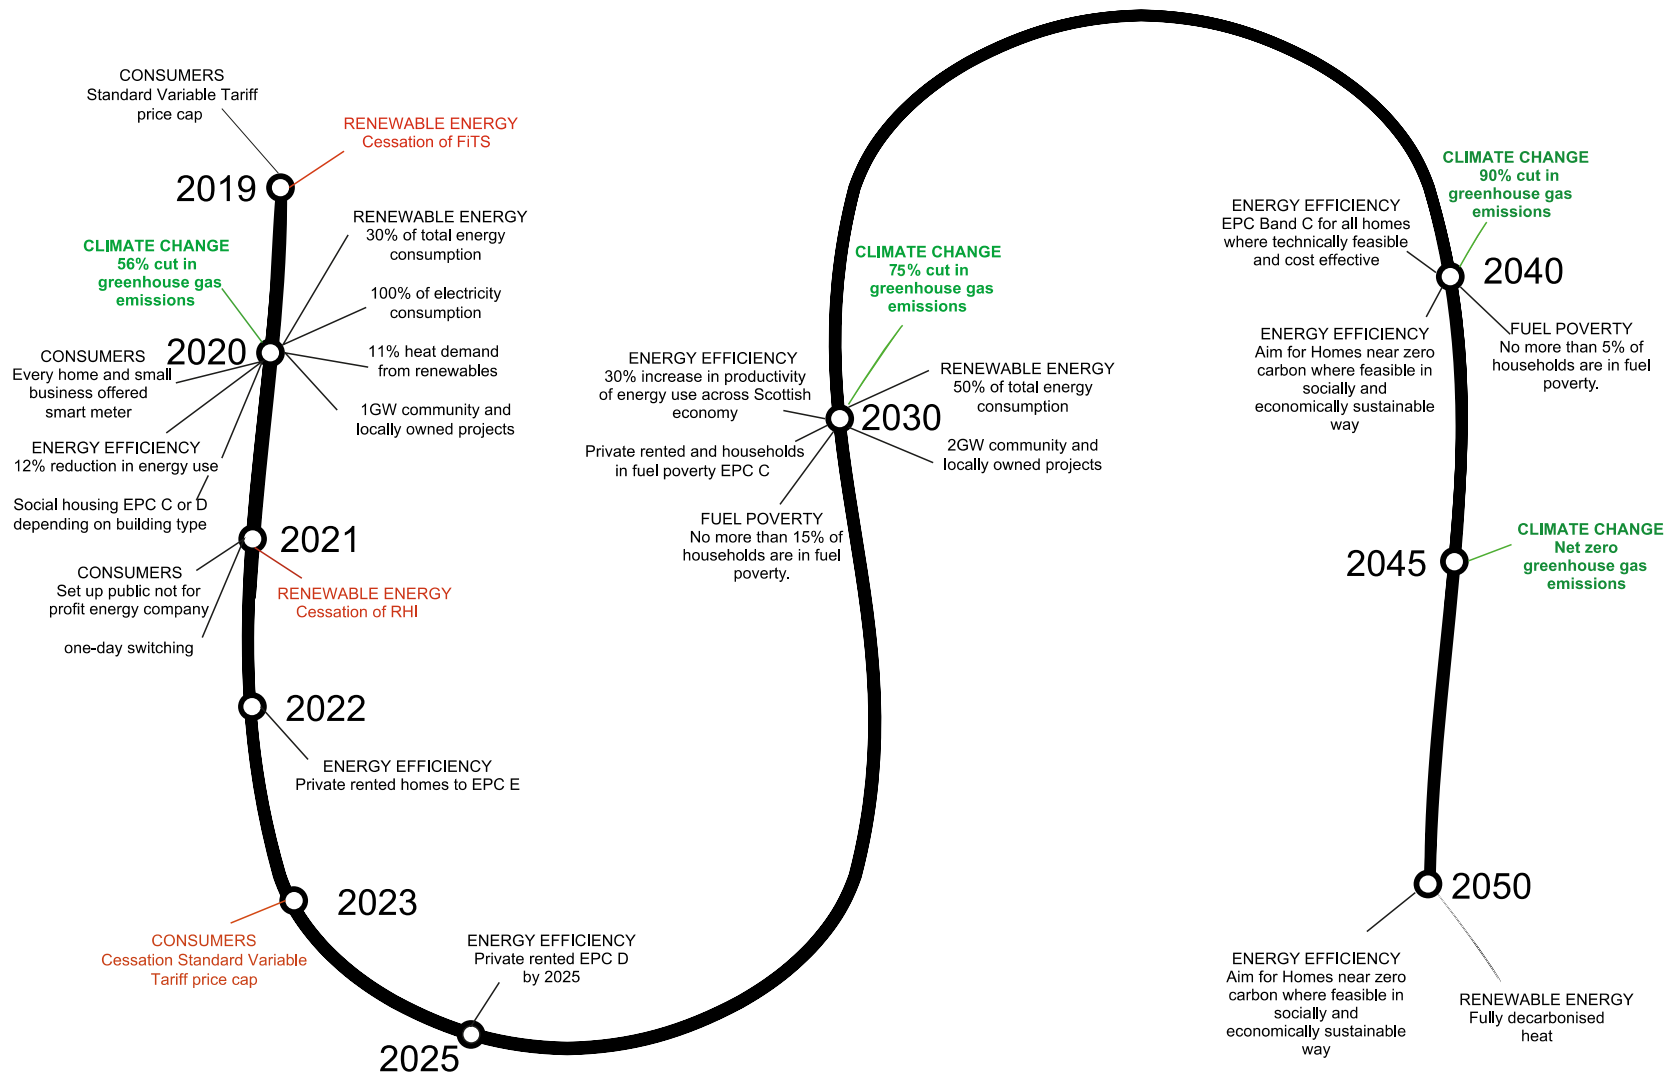 CONSUMERS
Standard Variable Tariff
price cap
RENEWABLE ENERGY
Cessation of FiTS
2019
RENEWABLE ENERGY
30% of total energy
consumption
CLIMATE CHANGE
56% cut in
greenhouse gas
emissions
100% of electricity
consumption
2020
11% heat demand
from renewables
CONSUMERS
Every home and small
business offered
smart meter
1GW community and
locally owned projects
ENERGY EFFICIENCY
12% reduction in energy use
Social housing EPC C or D
depending on building type
2021
CONSUMERS
Set up public not for
profit energy company
RENEWABLE ENERGY
Cessation of RHI
one-day switching
2022
ENERGY EFFICIENCY
Private rented homes to EPC E
2023
CONSUMERS
Cessation Standard Variable
Tariff price cap
ENERGY EFFICIENCY
Private rented EPC D
by 2025
2025
CLIMATE CHANGE
75% cut in
greenhouse gas
emissions
ENERGY EFFICIENCY
30% increase in productivity
of energy use across Scottish
economy
RENEWABLE ENERGY
50% of total energy
consumption
2030
Private rented and households
in fuel poverty EPC C
2GW community and
locally owned projects
FUEL POVERTY
No more than 15% of
households are in fuel
poverty.
CLIMATE CHANGE
90% cut in
greenhouse gas
emissions
ENERGY EFFICIENCY
EPC Band C for all homes
where technically feasible
and cost effective
2040
ENERGY EFFICIENCY
Aim for Homes near zero
carbon where feasible in
socially and
economically sustainable
way
FUEL POVERTY
No more than 5% of
households are in fuel
poverty.
2045
CLIMATE CHANGE
Net zero
greenhouse gas
emissions
2050
ENERGY EFFICIENCY
Aim for Homes near zero
carbon where feasible in
socially and
economically sustainable
way
RENEWABLE ENERGY
Fully decarbonised
heat